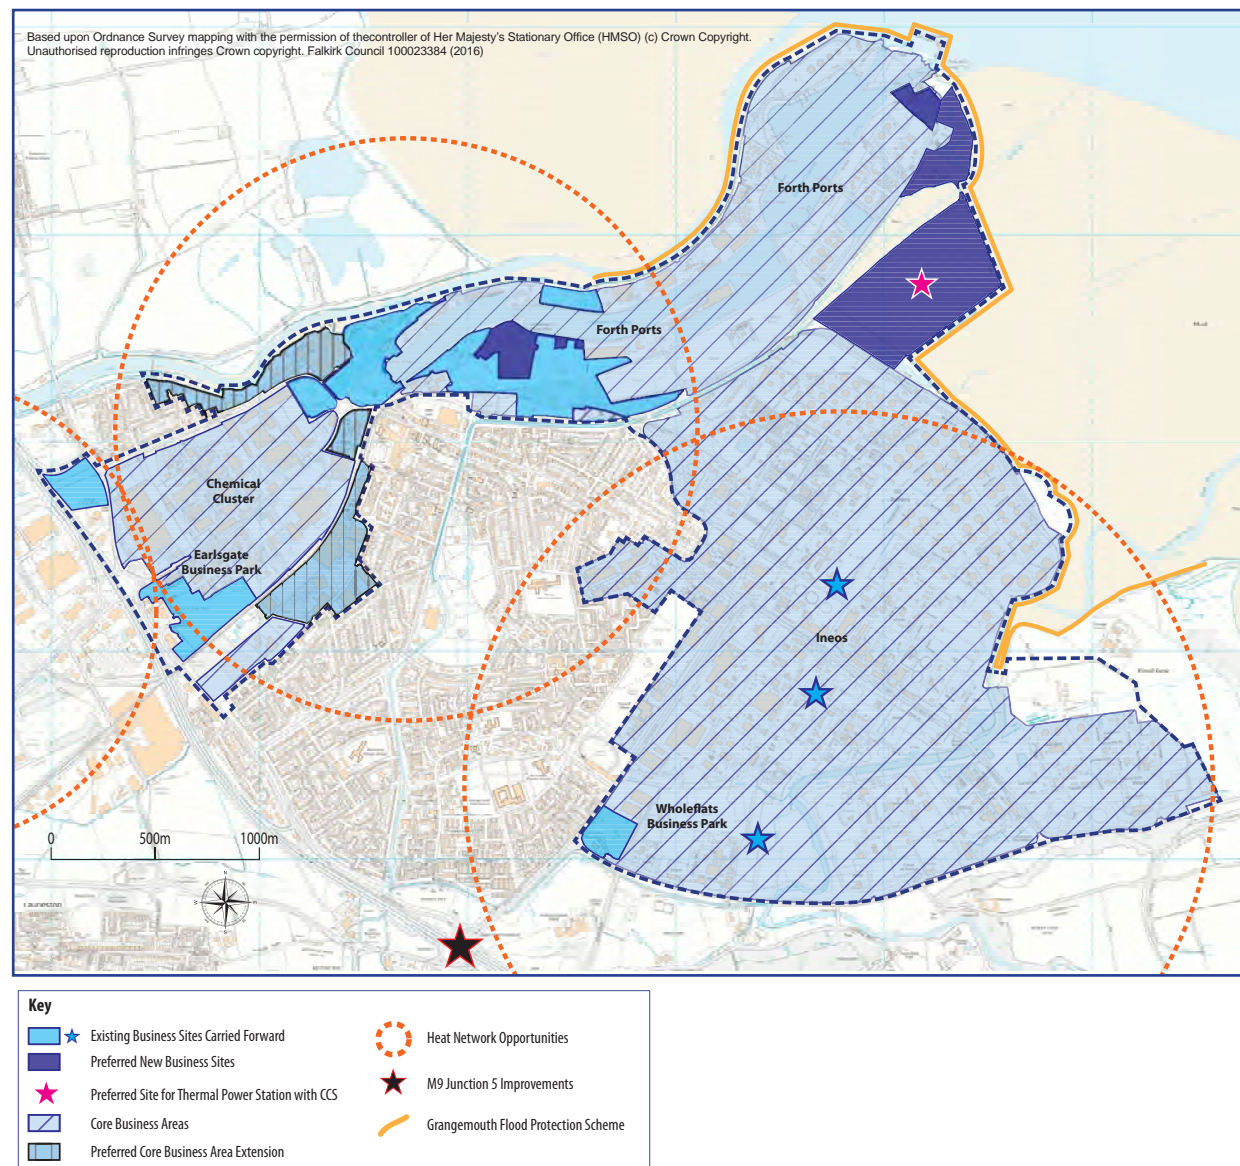 Based upon Ordnance Survey mapping with the permission of thecontroller of Her Majesty's Stationary Office (HMSO) (c) Crown Copyright.
Unauthorised reproduction infringes Crown copyright. Falkirk Council 100023384 (2016)
Forth Ports
Forth Ports
Chemical
Cluster
Earlsgate
Business Park
Ineos
Wholeflats
Business Park
0 500m 1000m
Key
Existing Business Sites Carried Forward
Preferred New Business Sites
Preferred Site for Thermal Power Station with CCS
Core Business Areas
Preferred Core Business Area Extension
Heat Network Opportunities
M9 Junction 5 Improvements
Grangemouth Flood Protection Scheme